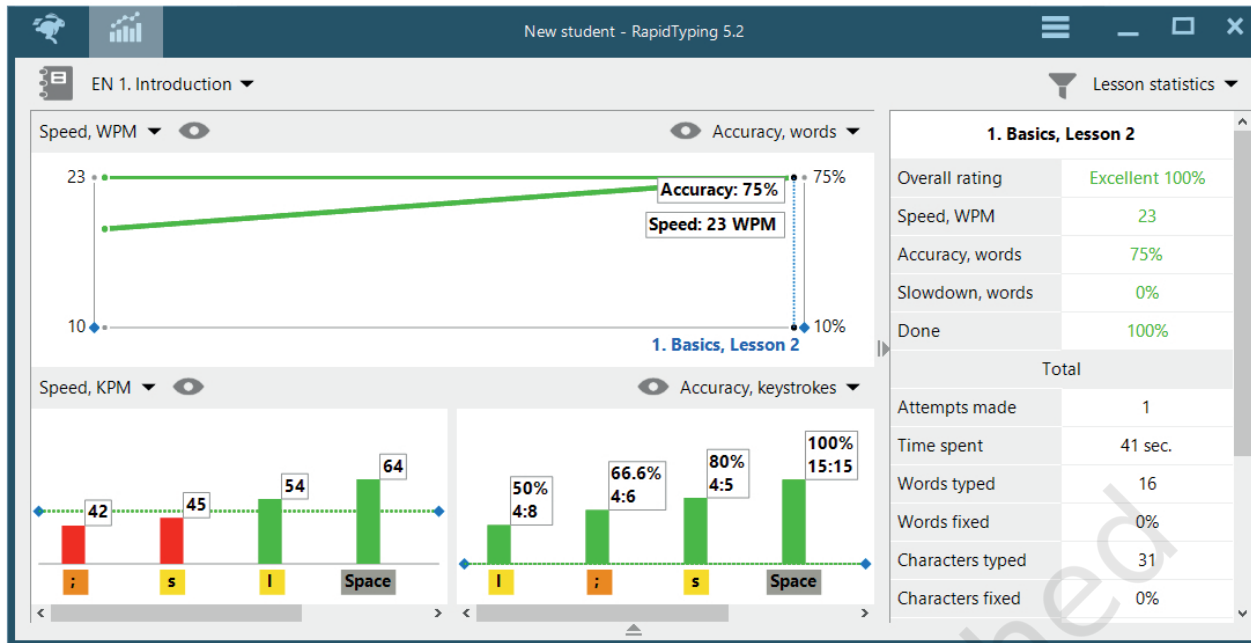 New student - RapidTyping 5.2
EN 1. Introduction
Lesson statistics
Speed, WPM
Accuracy, words
23
75%
Accuracy: 75%
Speed: 23 WPM
10
10%
1. Basics, Lesson 2
Speed, KPM
42
45
54
64
;
s
l
Space
Accuracy, keystrokes
50%
4:8
66.6%
4:6
80%
4:5
100%
15:15
l
;
s
Space
1. Basics, Lesson 2
Overall rating Excellent 100%
Speed, WPM 23
Accuracy, words 75%
Slowdown, words 0%
Done 100%
Total
Attempts made 1
Time spent 41 sec.
Words typed 16
Words fixed 0%
Characters typed 31
Characters fixed 0%